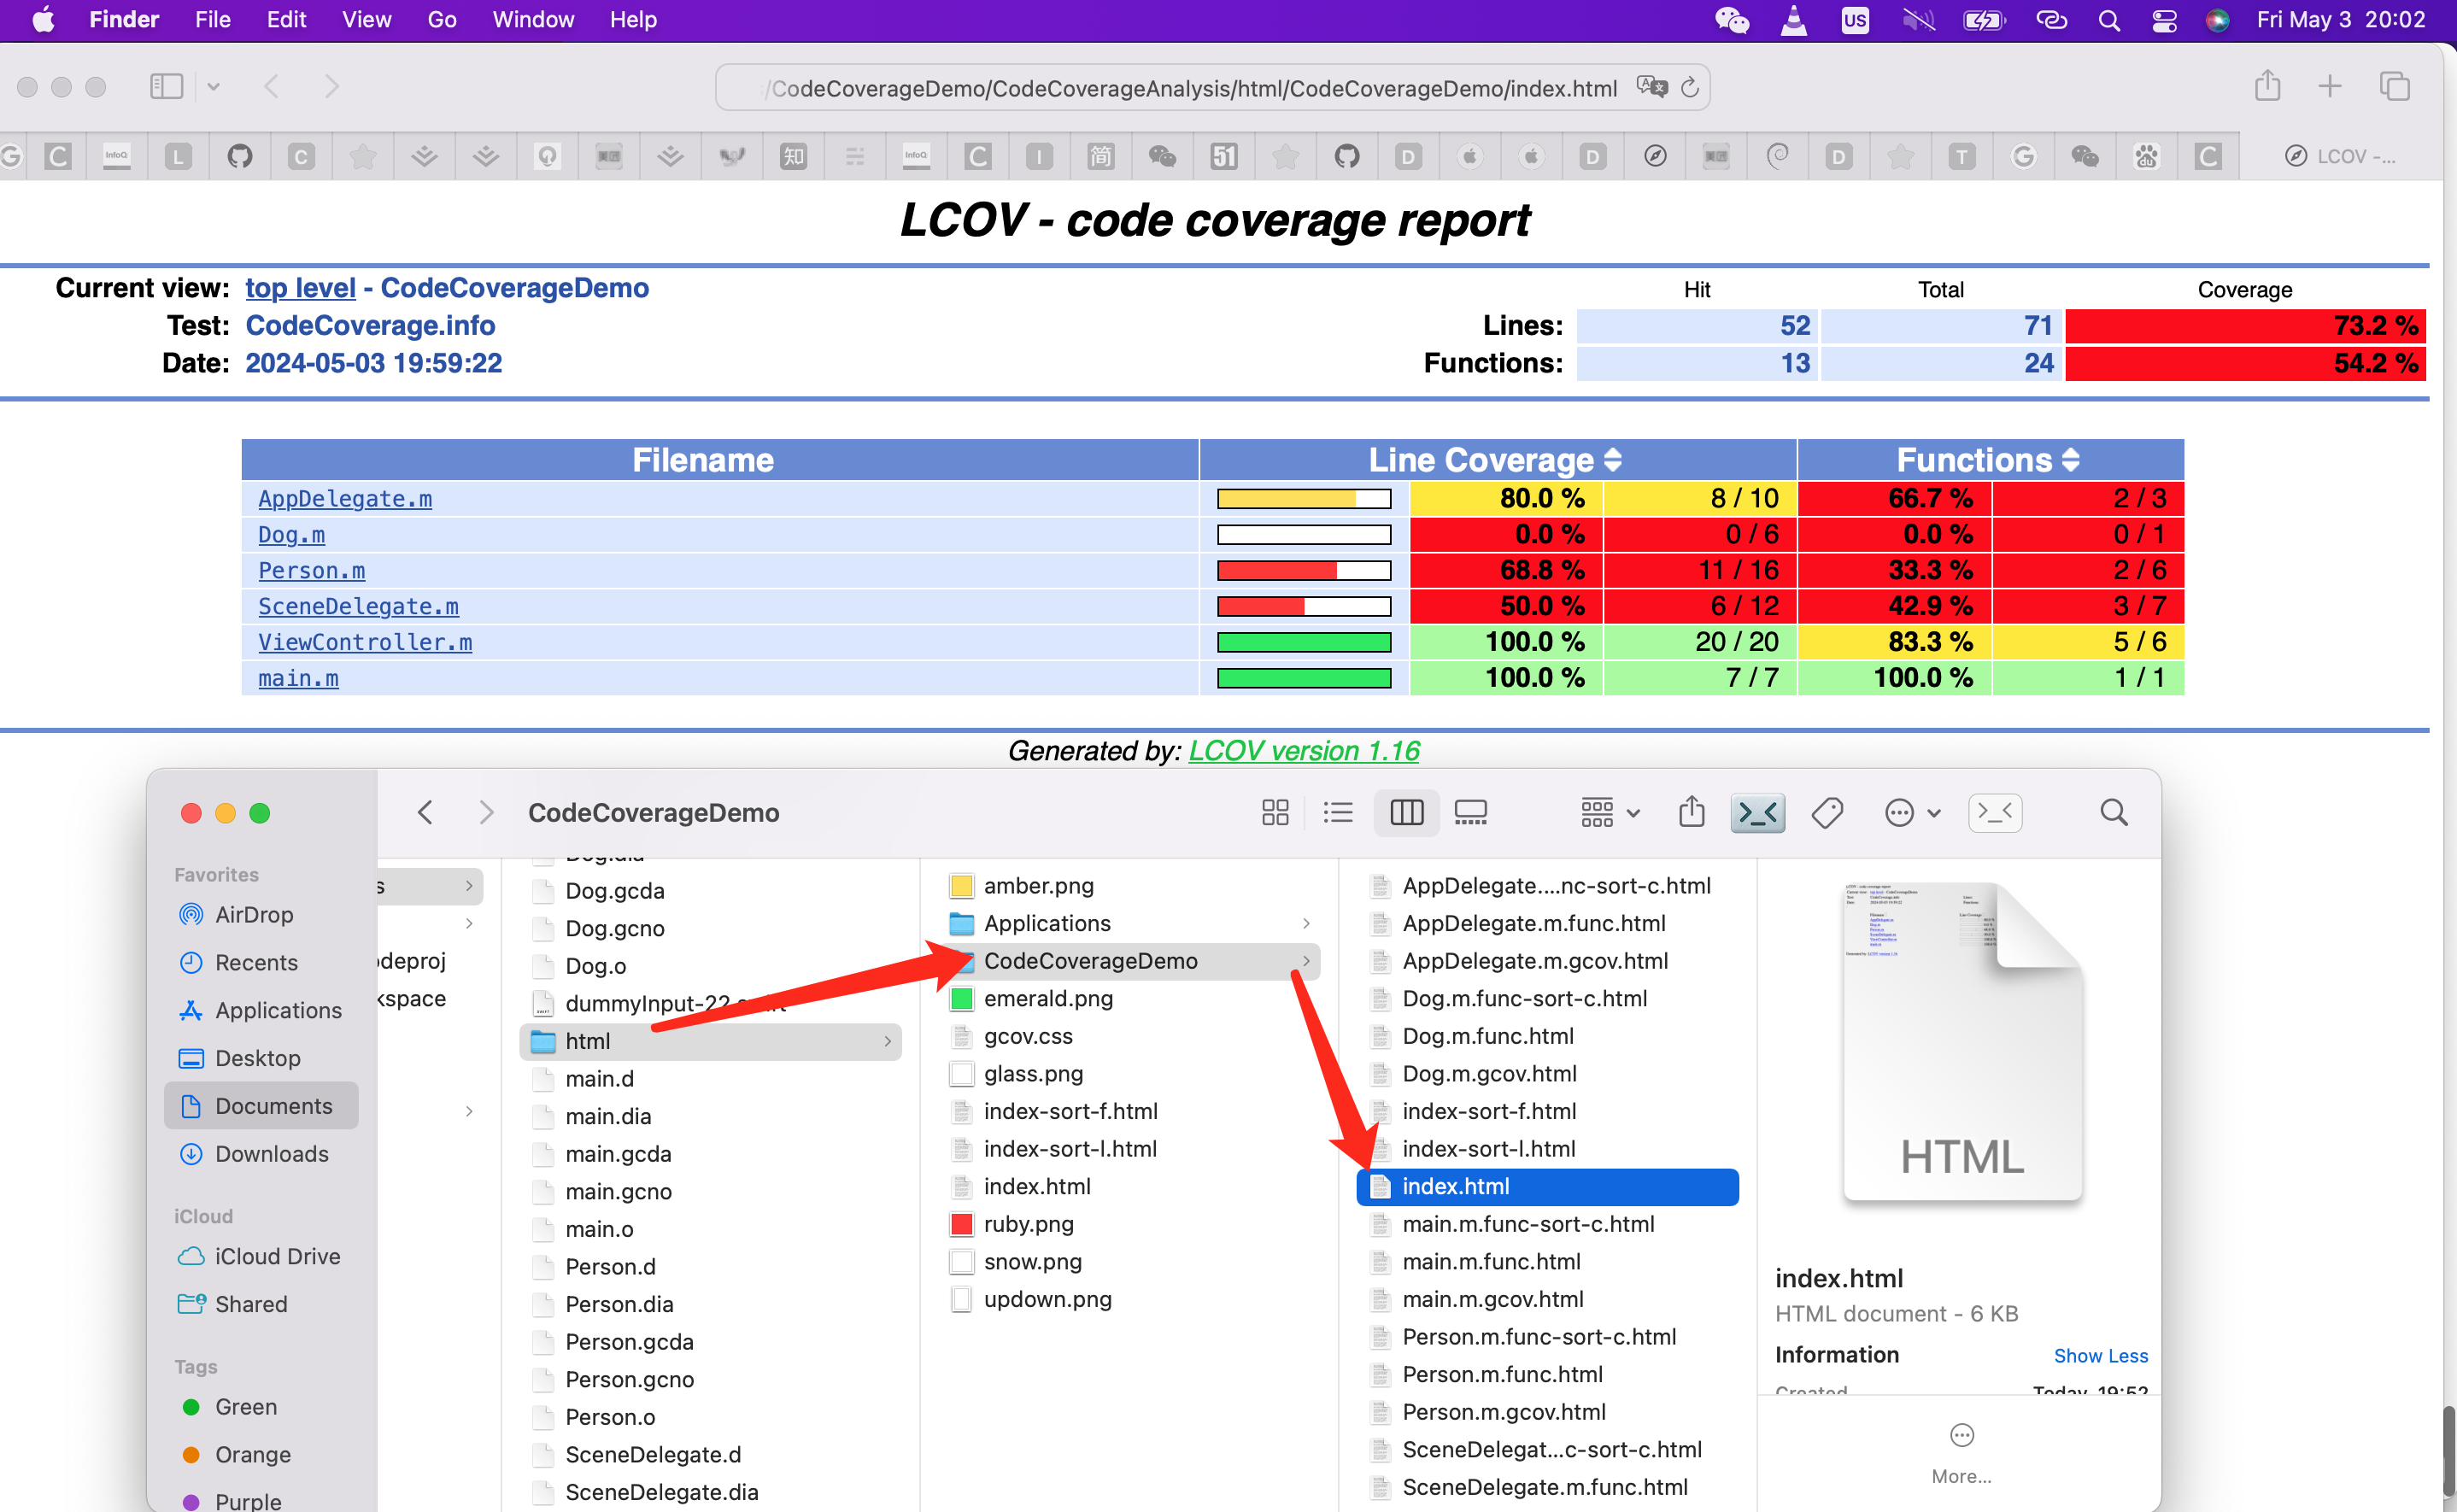 Finder File Edit View Go Window Help US Fri May 3 20:02
/CodeCoverageDemo/CodeCoverageAnalysis/html/CodeCoverageDemo/index.html
G C InfoQ L C 知 InfoQ C I 简 51 D D D T G du C LCOV -...
LCOV - code coverage report
Current view: top level - CodeCoverageDemo Hit Total Coverage
Test: CodeCoverage.info Lines: 52 71 73.2 %
Date: 2024-05-03 19:59:22 Functions: 13 24 54.2 %
Filename Line Coverage Functions
AppDelegate.m 80.0 % 8 / 10 66.7 % 2 / 3
Dog.m 0.0 % 0 / 6 0.0 % 0 / 1
Person.m 68.8 % 11 / 16 33.3 % 2 / 6
SceneDelegate.m 50.0 % 6 / 12 42.9 % 3 / 7
ViewController.m 100.0 % 20 / 20 83.3 % 5 / 6
main.m 100.0 % 7 / 7 100.0 % 1 / 1
Generated by: LCOV version 1.16
CodeCoverageDemo
Favorites
AirDrop
Recents
Applications
Desktop
Documents
Downloads
iCloud
iCloud Drive
Shared
Tags
Green
Orange
Purple
s
odeproj
kspace
Dog.dia
Dog.gcda
Dog.gcno
Dog.o
dummyInput-22
html
main.d
main.dia
main.gcda
main.gcno
main.o
Person.d
Person.dia
Person.gcda
Person.gcno
Person.o
SceneDelegate.d
SceneDelegate.dia
amber.png
Applications
CodeCoverageDemo
emerald.png
gcov.css
glass.png
index-sort-f.html
index-sort-l.html
index.html
ruby.png
snow.png
updown.png
AppDelegate....nc-sort-c.html
AppDelegate.m.func.html
AppDelegate.m.gcov.html
Dog.m.func-sort-c.html
Dog.m.func.html
Dog.m.gcov.html
index-sort-f.html
index-sort-l.html
index.html
main.m.func-sort-c.html
main.m.func.html
main.m.gcov.html
Person.m.func-sort-c.html
Person.m.func.html
Person.m.gcov.html
SceneDelegat...c-sort-c.html
SceneDelegate.m.func.html
HTML
index.html
HTML document - 6 KB
Information Show Less
Created Today, 19:52
More...